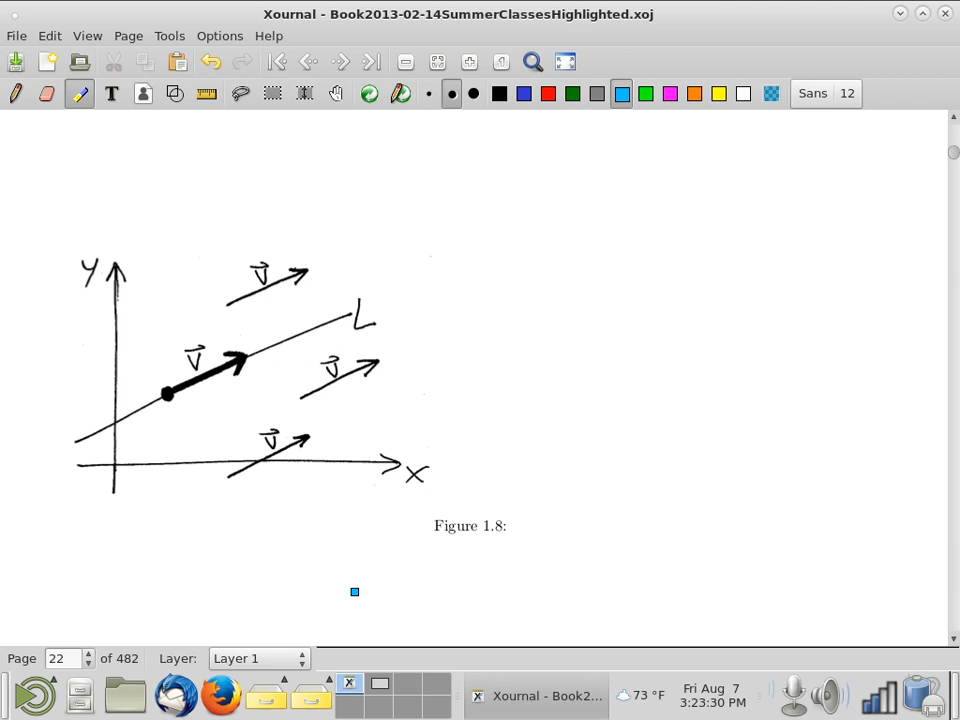 Xournal - Book2013-02-14SummerClassesHighlighted.xoj
File Edit View Page Tools Options Help
T Sans 12
y
v⃗
L
v⃗
v⃗
v⃗
x
Figure 1.8:
Page 22 of 482 Layer: Layer 1
Xournal - Book2... 73 °F Fri Aug 7
3:23:30 PM